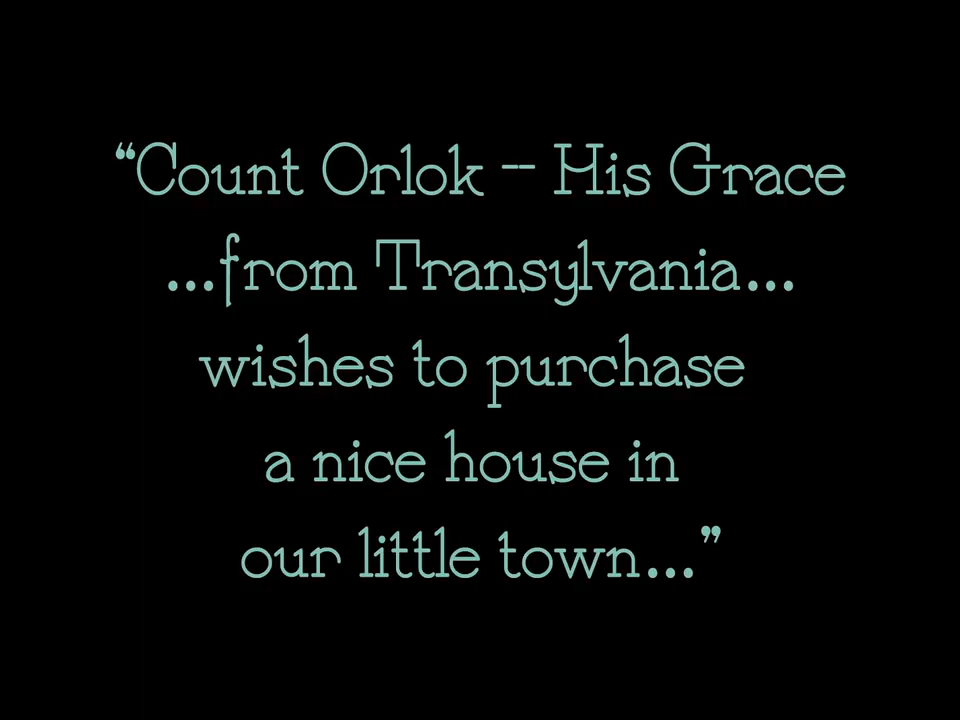 “Count Orlok -- His Grace
...from Transylvania...
wishes to purchase
a nice house in
our little town...”